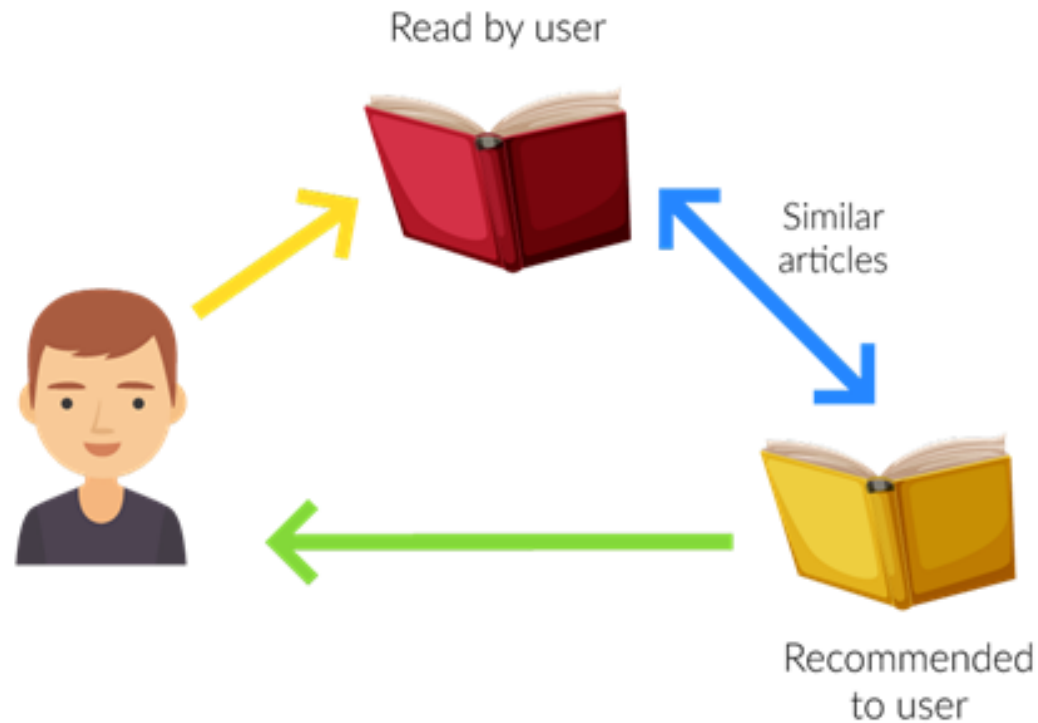 Read by user
Similar
articles
Recommended
to user